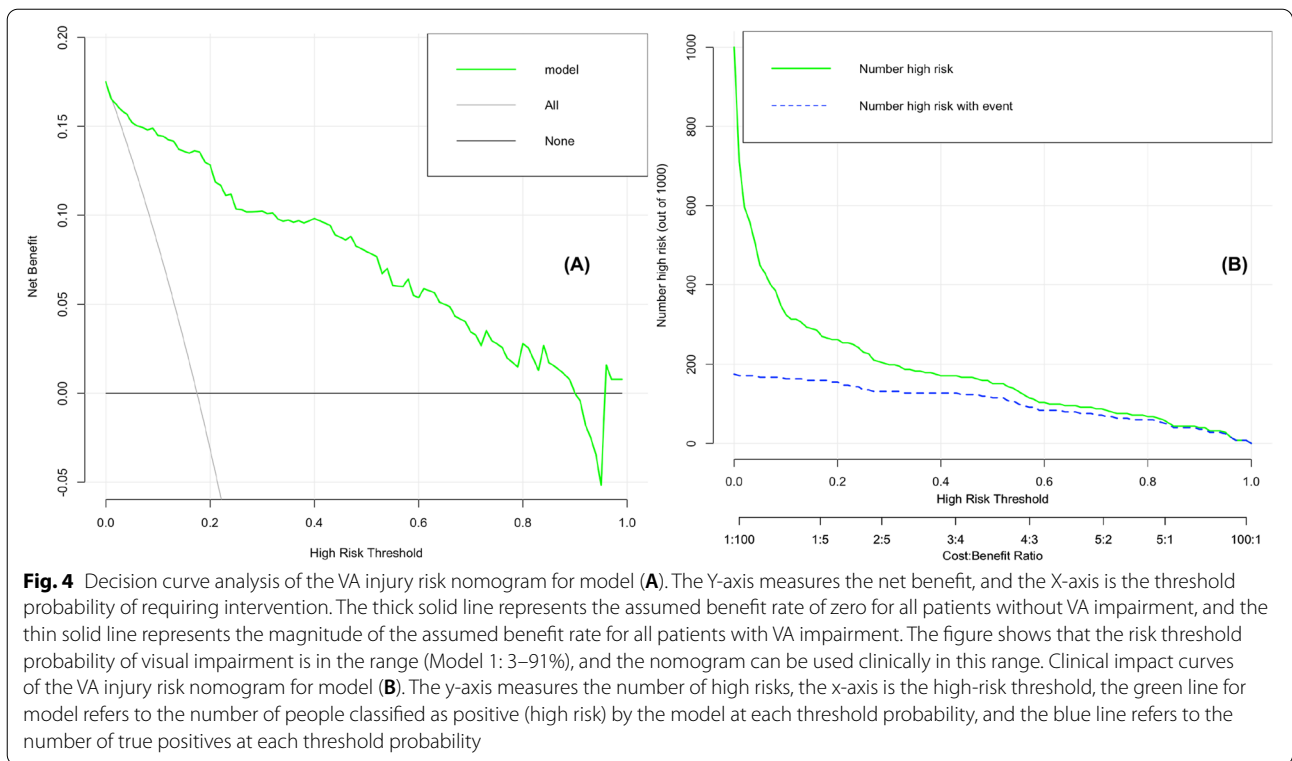 0.20
0.15
0.10
0.05
0.00
-0.05
Net Benefit
model
All
None
(A)
0.0 0.2 0.4 0.6 0.8 1.0
High Risk Threshold
1000
800
600
400
200
0
Number high risk (out of 1000)
Number high risk
Number high risk with event
(B)
0.0 0.2 0.4 0.6 0.8 1.0
High Risk Threshold
1:100 1:5 2:5 3:4 4:3 5:2 5:1 100:1
Cost:Benefit Ratio
Fig. 4 Decision curve analysis of the VA injury risk nomogram for model (A). The Y-axis measures the net benefit, and the X-axis is the threshold
probability of requiring intervention. The thick solid line represents the assumed benefit rate of zero for all patients without VA impairment, and the
thin solid line represents the magnitude of the assumed benefit rate for all patients with VA impairment. The figure shows that the risk threshold
probability of visual impairment is in the range (Model 1: 3–91%), and the nomogram can be used clinically in this range. Clinical impact curves
of the VA injury risk nomogram for model (B). The y-axis measures the number of high risks, the x-axis is the high-risk threshold, the green line for
model refers to the number of people classified as positive (high risk) by the model at each threshold probability, and the blue line refers to the
number of true positives at each threshold probability